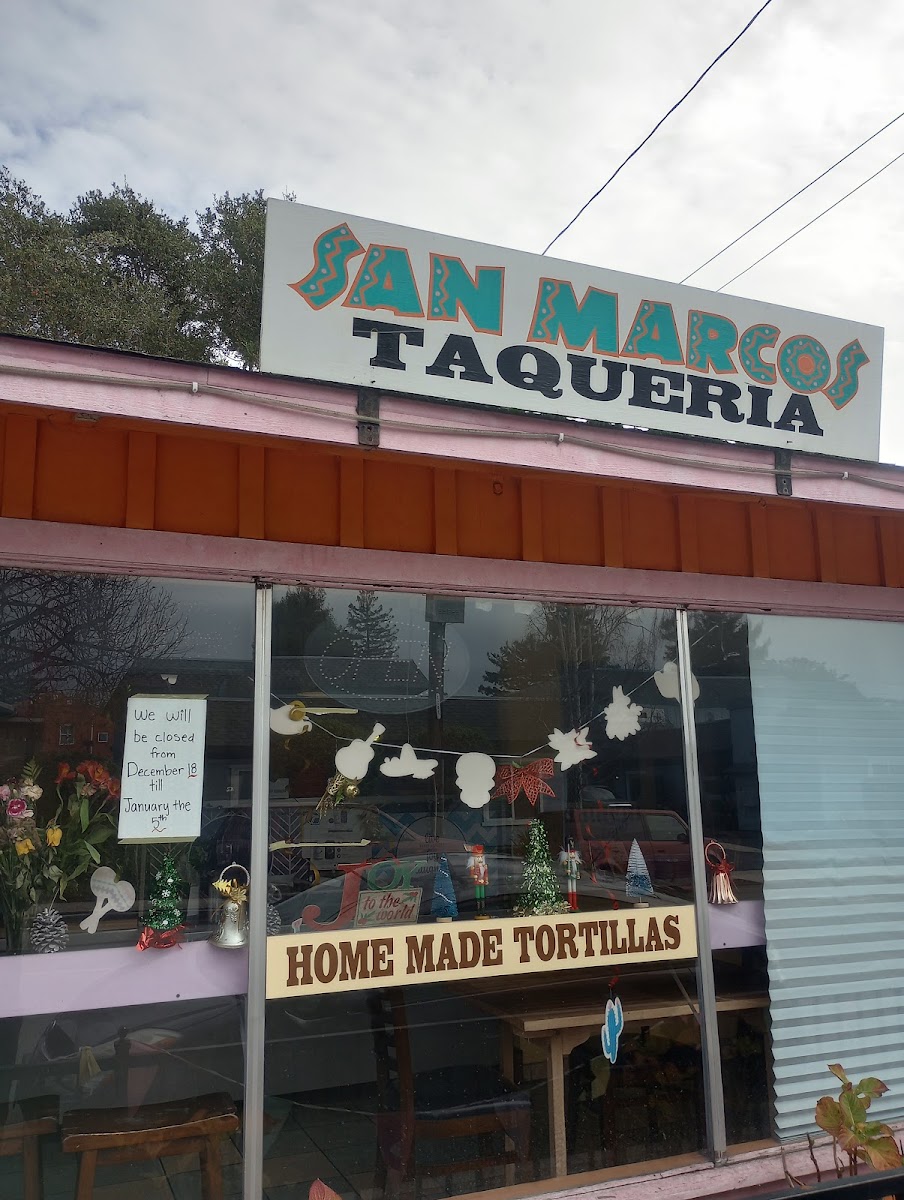 SAN MARCOS
TAQUERIA
We will
be closed
from
December 18
till
January the
5th
Joy
to the
world
HOME MADE TORTILLAS